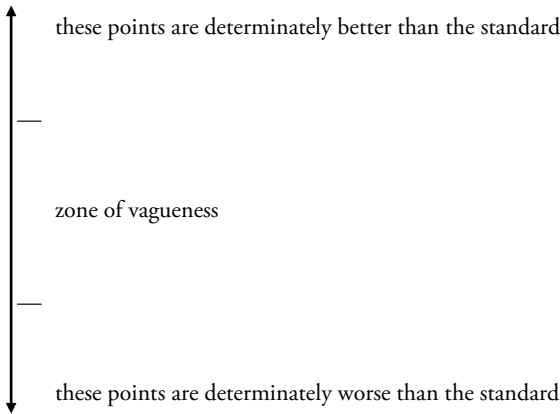 these points are determinately better than the standard
zone of vagueness
these points are determinately worse than the standard